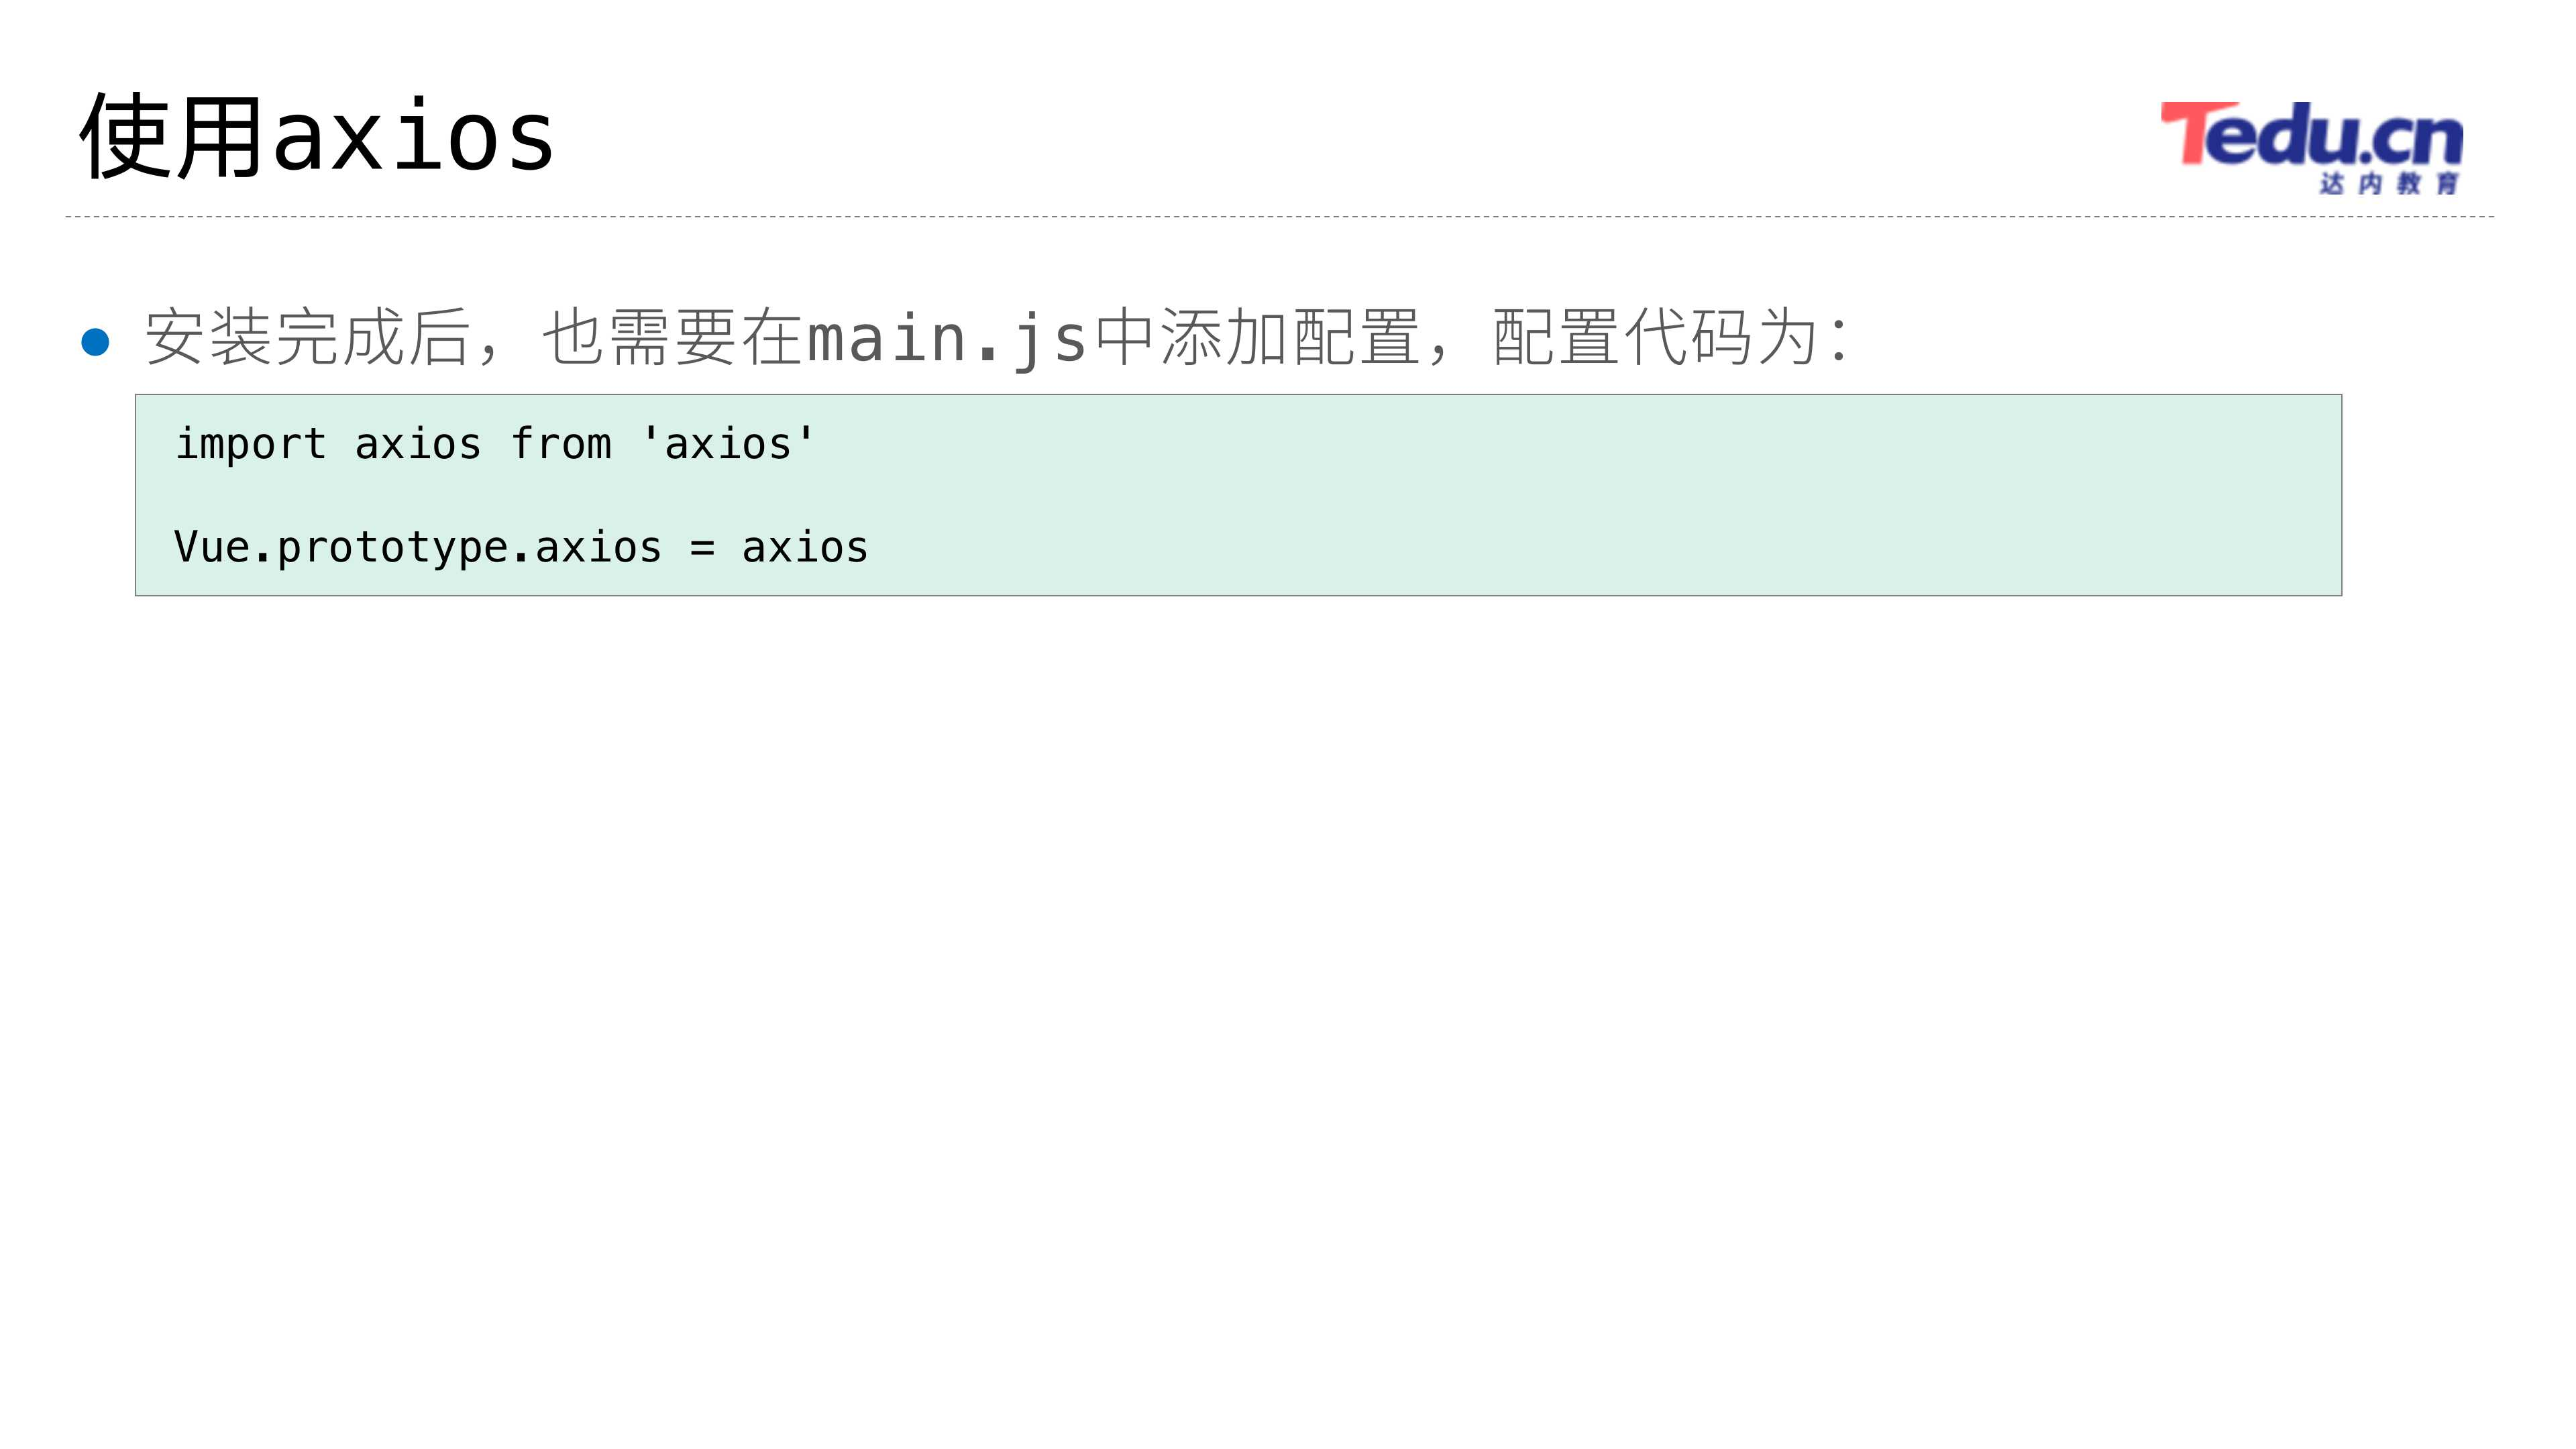 使用axios
Tedu.cn
达内教育
安装完成后，也需要在main.js中添加配置，配置代码为：
import axios from 'axios'
Vue.prototype.axios = axios